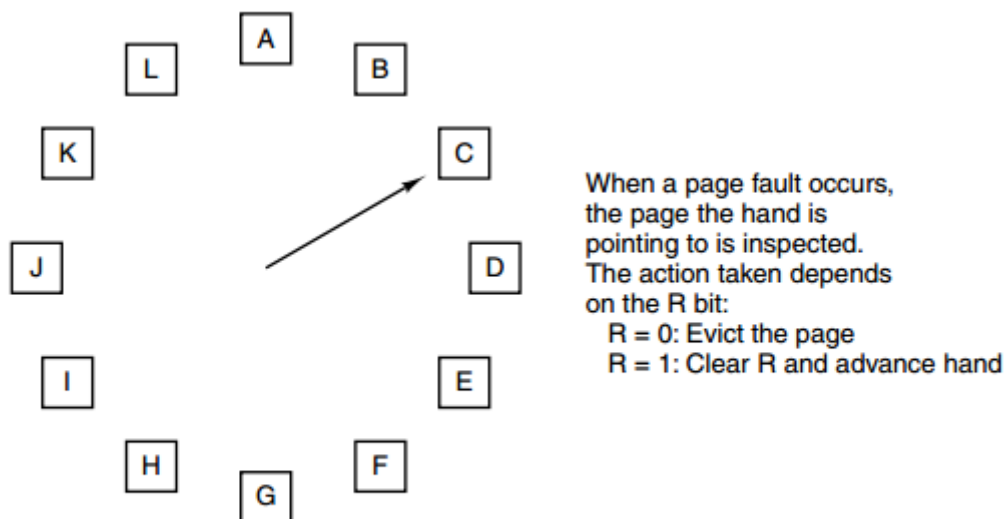 A
L
B
K
C
J
D
I
E
H
F
G
When a page fault occurs,
the page the hand is
pointing to is inspected.
The action taken depends
on the R bit:
R = 0: Evict the page
R = 1: Clear R and advance hand